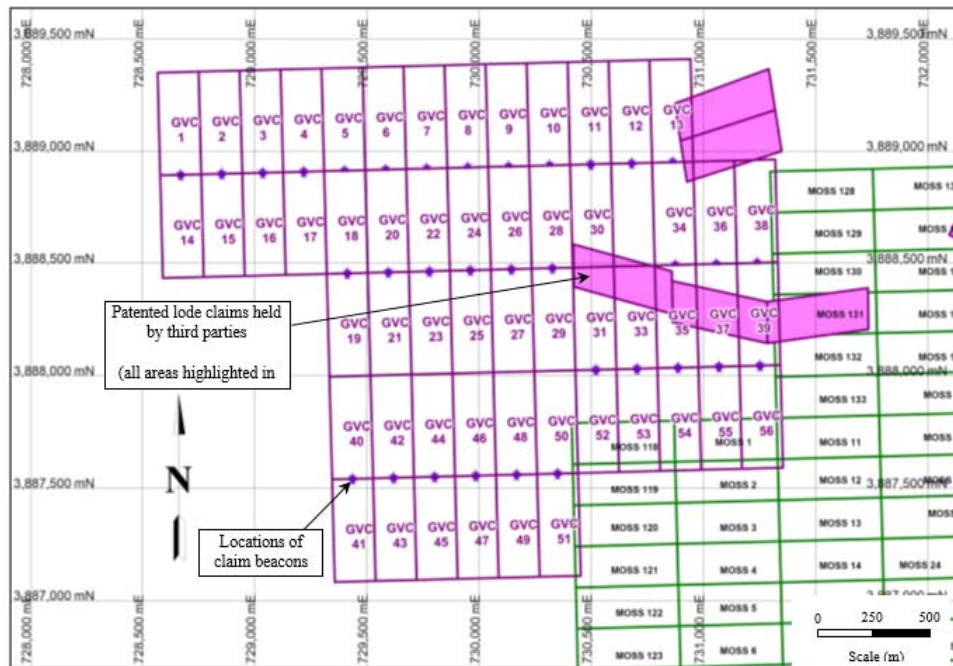 3,889,500 mN
3,889,500 mN
728,000 mE
728,500 mE
729,000 mE
729,500 mE
730,000 mE
730,500 mE
731,000 mE
731,500 mE
732,000 mE
GVC GVC GVC GVC GVC GVC GVC GVC GVC GVC GVC GVC GVC
1 2 3 4 5 6 7 8 9 10 11 12 13
3,889,000 mN
3,889,000 mN
MOSS 128
GVC GVC GVC GVC GVC GVC GVC GVC GVC GVC GVC GVC GVC GVC
14 15 16 17 18 20 22 24 26 28 30 34 36 38
MOSS 129
3,888,500 mN
3,888,500 mN
MOSS 130
Patented lode claims held
by third parties
(all areas highlighted in
GVC GVC GVC GVC GVC GVC GVC GVC GVC GVC GVC
19 21 23 25 27 29 31 33 35 37 39
MOSS 131
MOSS 132
3,888,000 mN
3,888,000 mN
MOSS 133
GVC GVC GVC GVC GVC GVC GVC GVC GVC GVC GVC
40 42 44 46 48 50 52 53 54 55 56
MOSS 118 MOSS 1 MOSS 11
N
3,887,500 mN
3,887,500 mN
MOSS 119 MOSS 2 MOSS 12
GVC GVC GVC GVC GVC GVC
41 43 45 47 49 51
MOSS 120 MOSS 3 MOSS 13
Locations of
claim beacons
MOSS 121 MOSS 4 MOSS 14 MOSS 24
3,887,000 mN
3,887,000 mN
MOSS 122 MOSS 5
MOSS 123 MOSS 6
728,000 mE
728,500 mE
729,000 mE
729,500 mE
730,000 mE
730,500 mE
731,000 mE
0 250 500
Scale (m)